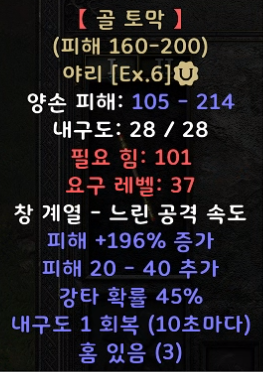 【 골 토막 】
(피해 160-200)
야리 [Ex.6]
양손 피해: 105 - 214
내구도: 28 / 28
필요 힘: 101
요구 레벨: 37
창 계열 - 느린 공격 속도
피해 +196% 증가
피해 20 - 40 추가
강타 확률 45%
내구도 1 회복 (10초마다)
홈 있음 (3)